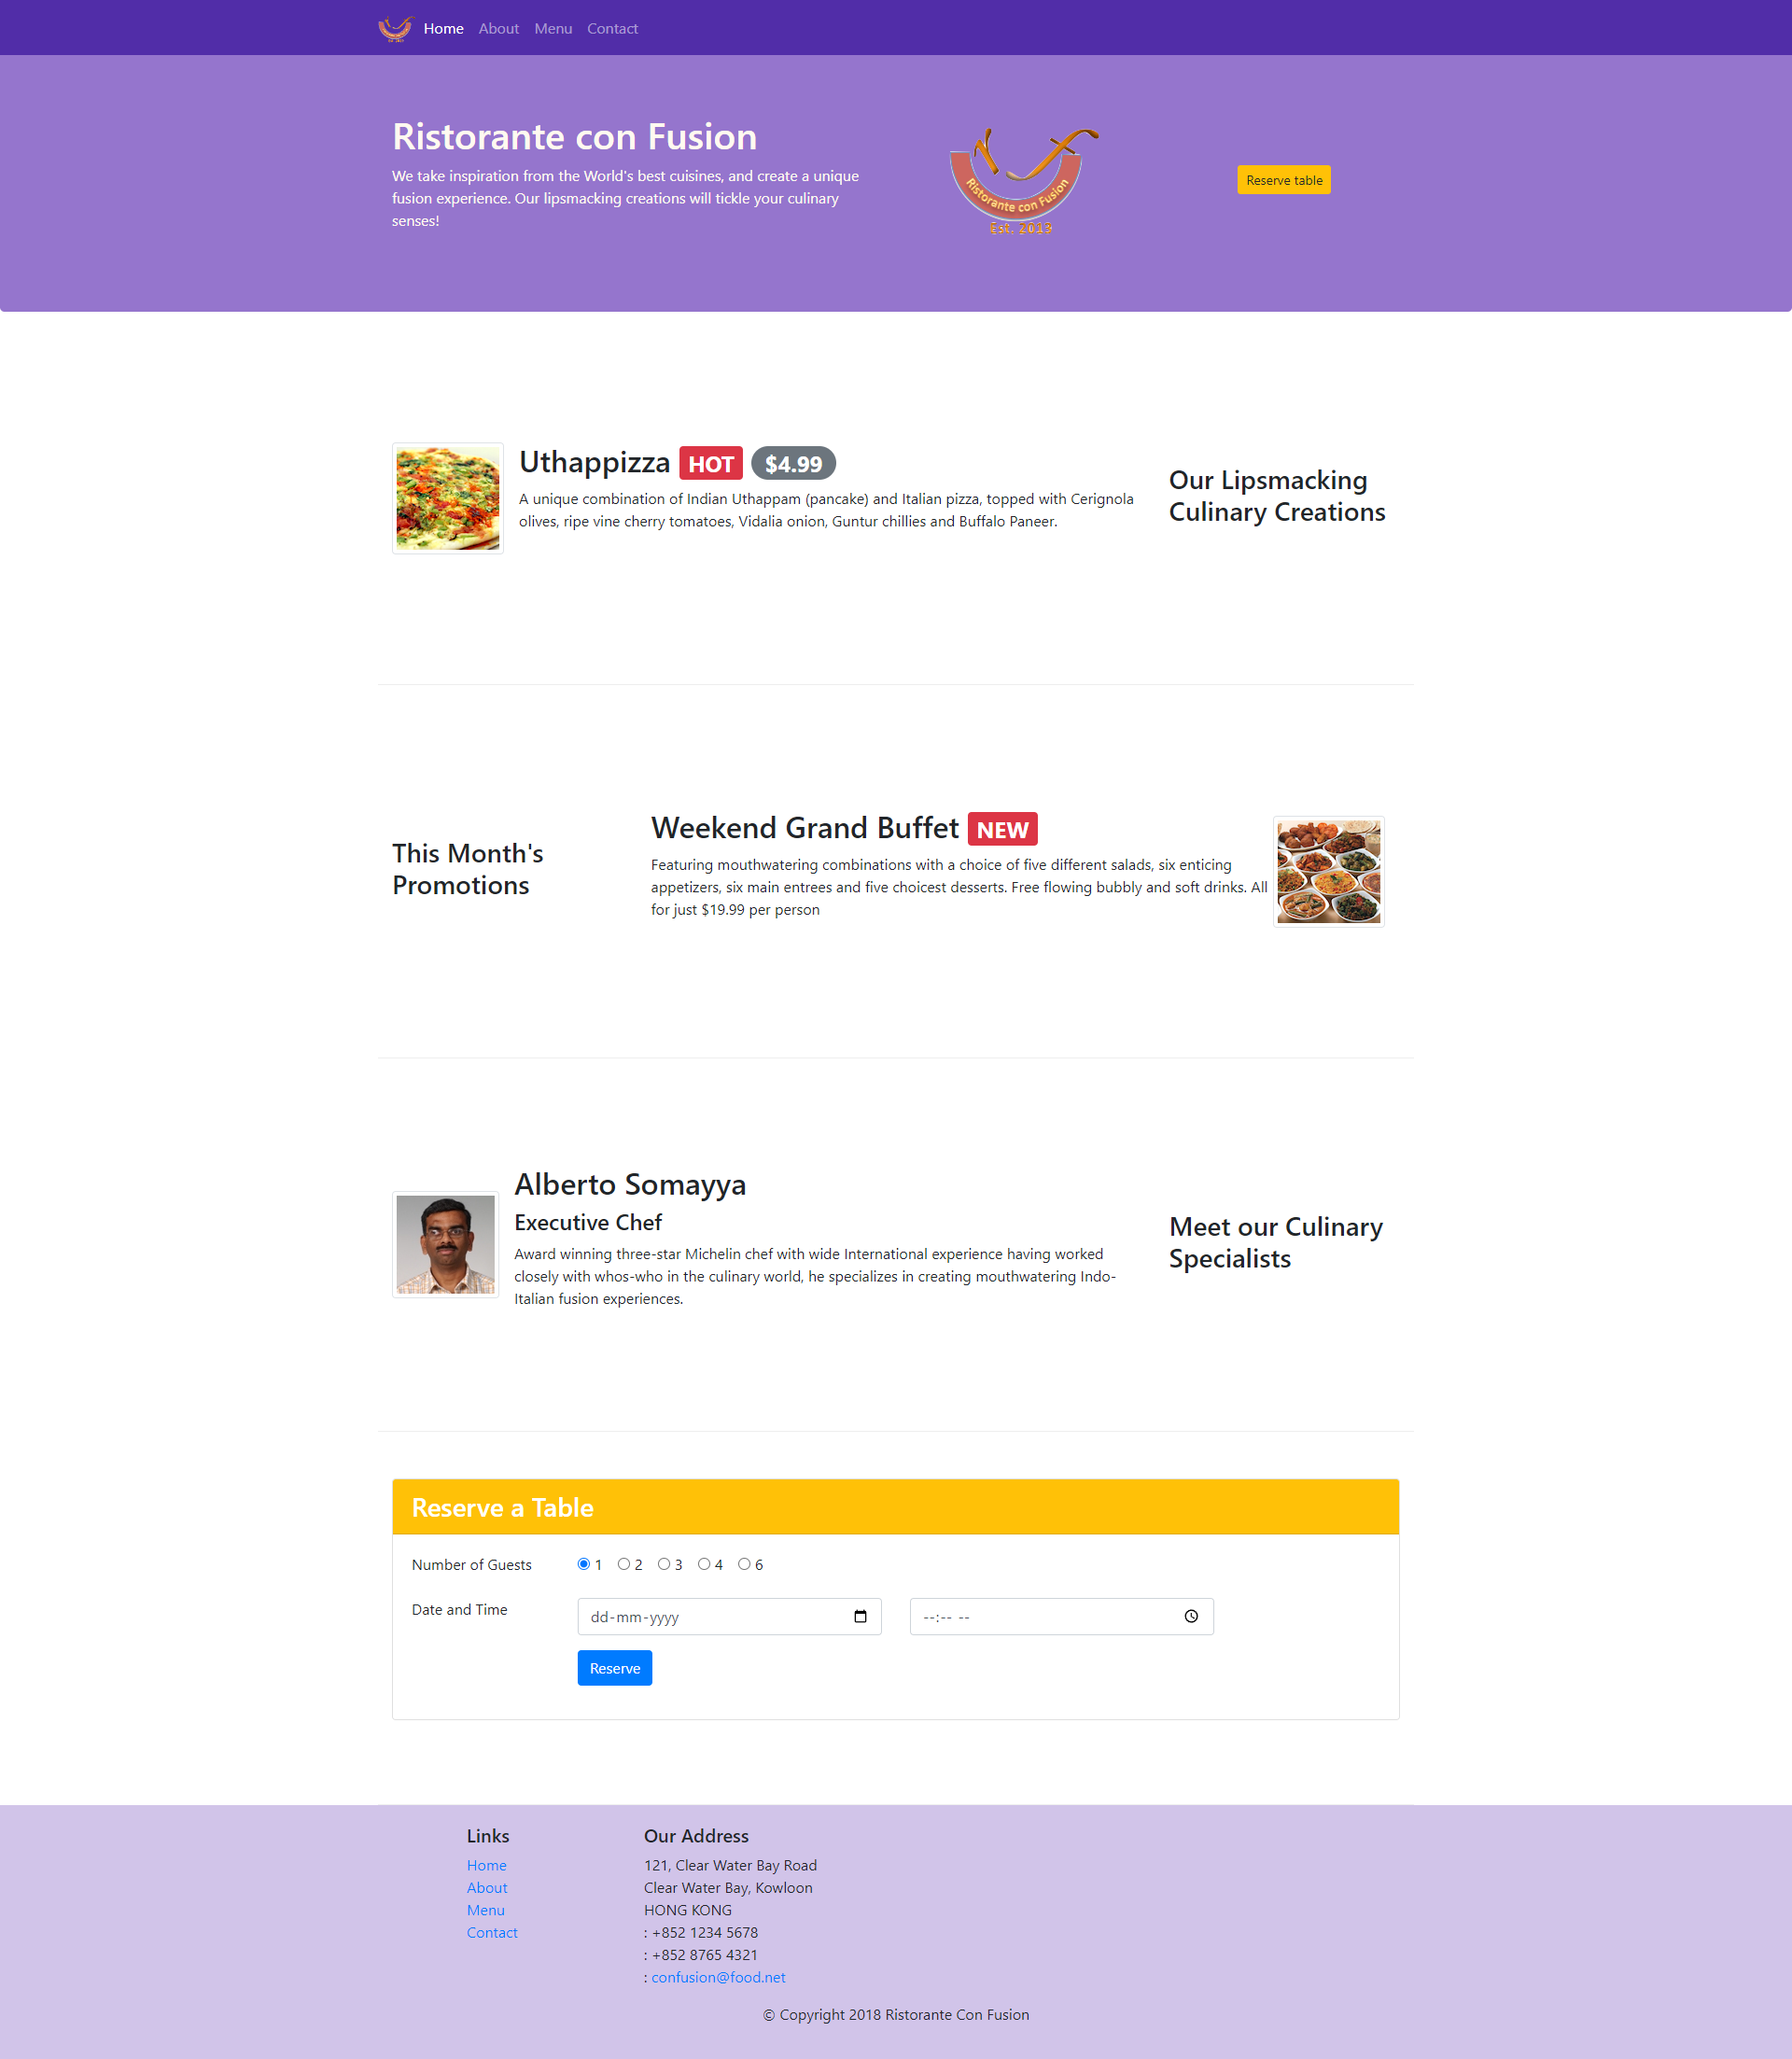 Home About Menu Contact
Ristorante con Fusion
We take inspiration from the World's best cuisines, and create a unique
fusion experience. Our lipsmacking creations will tickle your culinary
senses!
Ristorante con Fusion
Est. 2019
Reserve table
Uthappizza HOT $4.99
A unique combination of Indian Uthappam (pancake) and Italian pizza, topped with Cerignola
olives, ripe vine cherry tomatoes, Vidalia onion, Guntur chillies and Buffalo Paneer.
Our Lipsmacking
Culinary Creations
This Month's
Promotions
Weekend Grand Buffet NEW
Featuring mouthwatering combinations with a choice of five different salads, six enticing
appetizers, six main entrees and five choicest desserts. Free flowing bubbly and soft drinks. All
for just $19.99 per person
Alberto Somayya
Executive Chef
Award winning three-star Michelin chef with wide International experience having worked
closely with whos-who in the culinary world, he specializes in creating mouthwatering Indo-
Italian fusion experiences.
Meet our Culinary
Specialists
Reserve a Table
Number of Guests 1 2 3 4 6
Date and Time dd-mm-yyyy --:-- --
Reserve
Links
Home
About
Menu
Contact
Our Address
121, Clear Water Bay Road
Clear Water Bay, Kowloon
HONG KONG
: +852 1234 5678
: +852 8765 4321
: confusion@food.net
© Copyright 2018 Ristorante Con Fusion